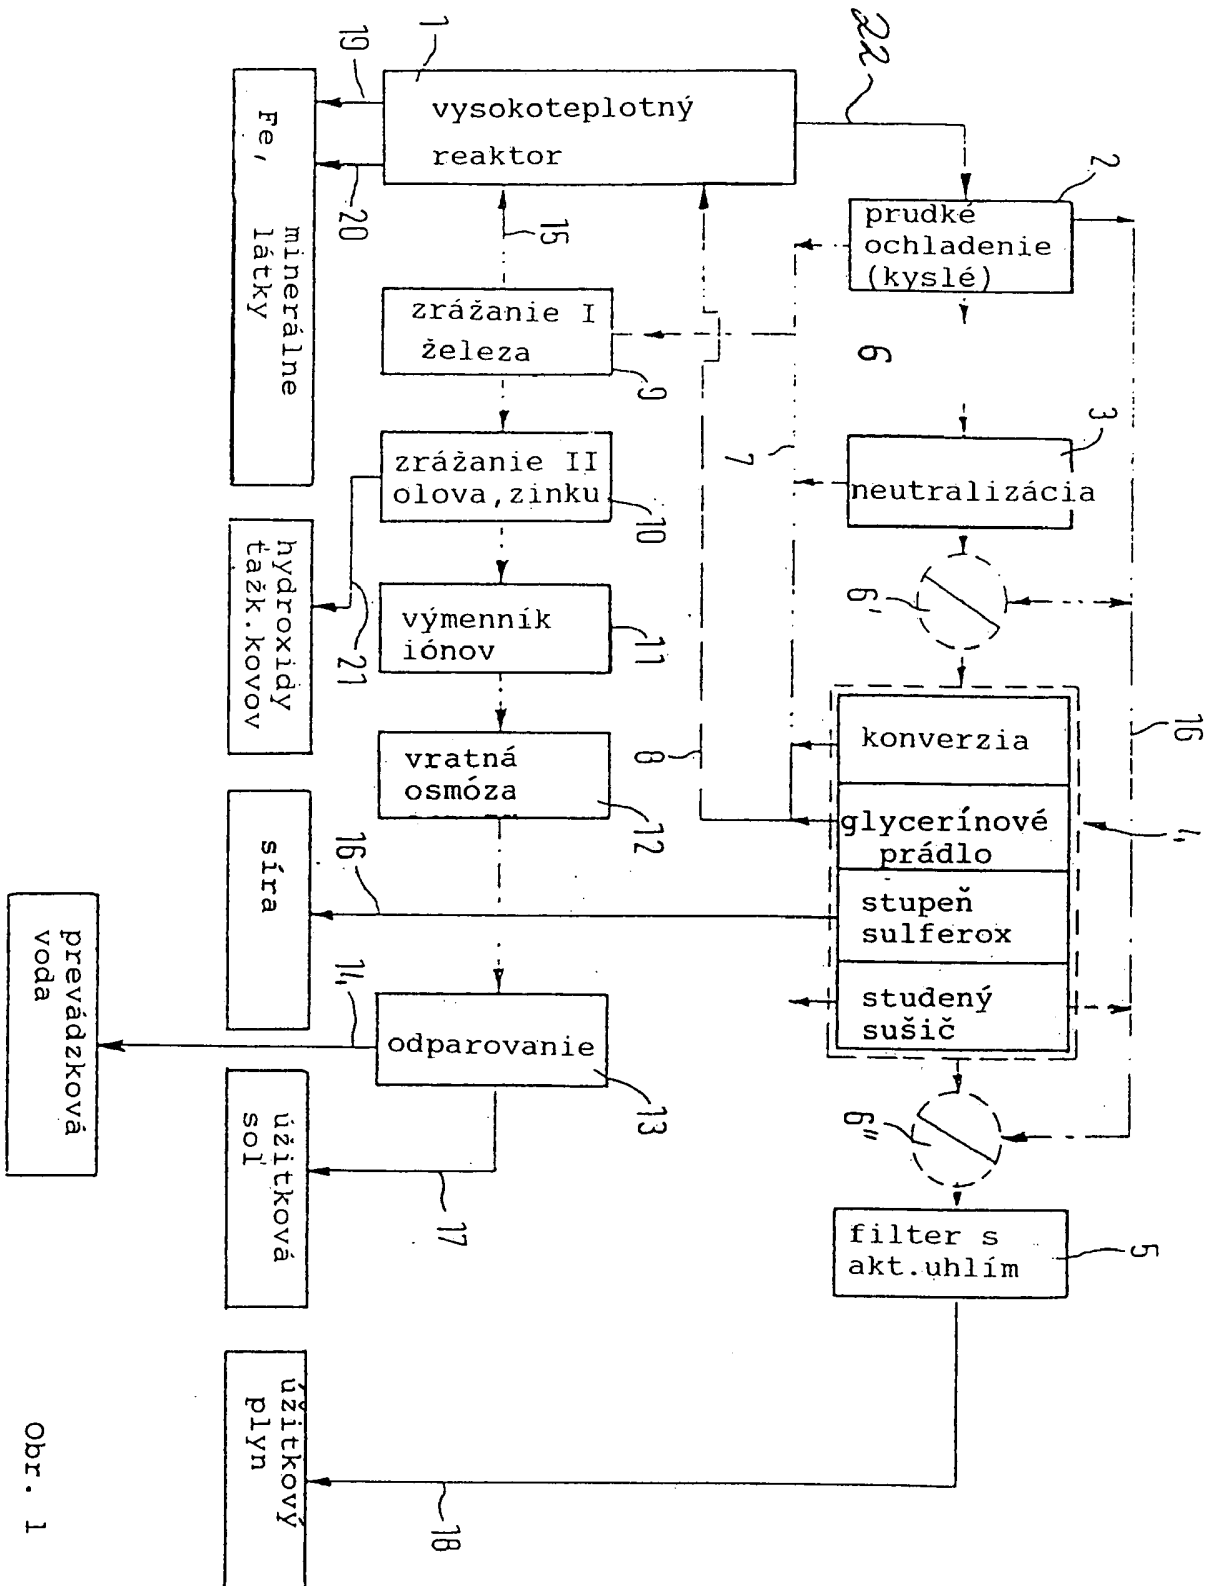 22
1
19
vysokoteplotný
reaktor
20
15
Fe, minerálne
látky
2
prudké
ochladenie
(kyslé)
6
zrážanie I
železa
9
3
neutralizácia
7
zrážanie II
olova, zinku
10
21
hydroxidy
ťažk.kovov
6'
výmenník
iónov
11
8
16
konverzia
glycerínové
prádlo
stupeň
sulferox
studený
sušič
4
vratná
osmóza
12
16
síra
prevádzková
voda
14
odparovanie
13
6"
úžitková
soľ
17
filter s
akt.uhlím
5
úžitkový
plyn
18
Obr. 1